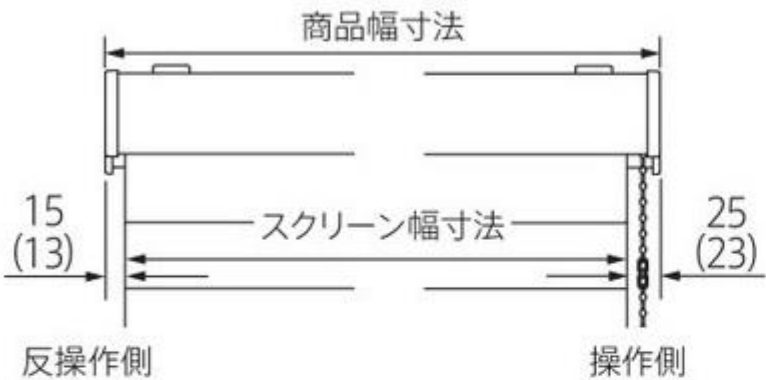 商品幅寸法
15
(13)
スクリーン幅寸法
25
(23)
反操作側
操作側